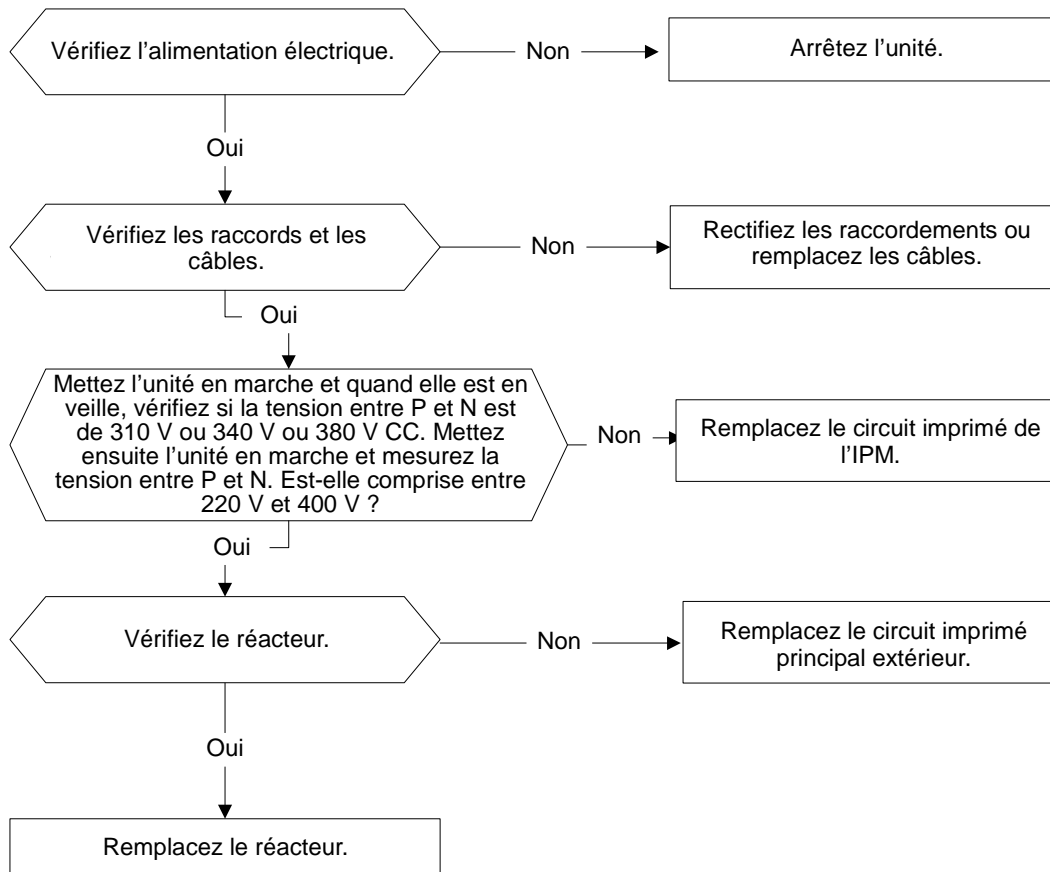 Vérifiez l’alimentation électrique.
Non
Arrêtez l’unité.
Oui
Vérifiez les raccords et les
câbles.
Non
Rectifiez les raccordements ou
remplacez les câbles.
Oui
Mettez l’unité en marche et quand elle est en
veille, vérifiez si la tension entre P et N est
de 310 V ou 340 V ou 380 V CC. Mettez
ensuite l’unité en marche et mesurez la
tension entre P et N. Est-elle comprise entre
220 V et 400 V ?
Non
Remplacez le circuit imprimé de
l’IPM.
Oui
Vérifiez le réacteur.
Non
Remplacez le circuit imprimé
principal extérieur.
Oui
Remplacez le réacteur.